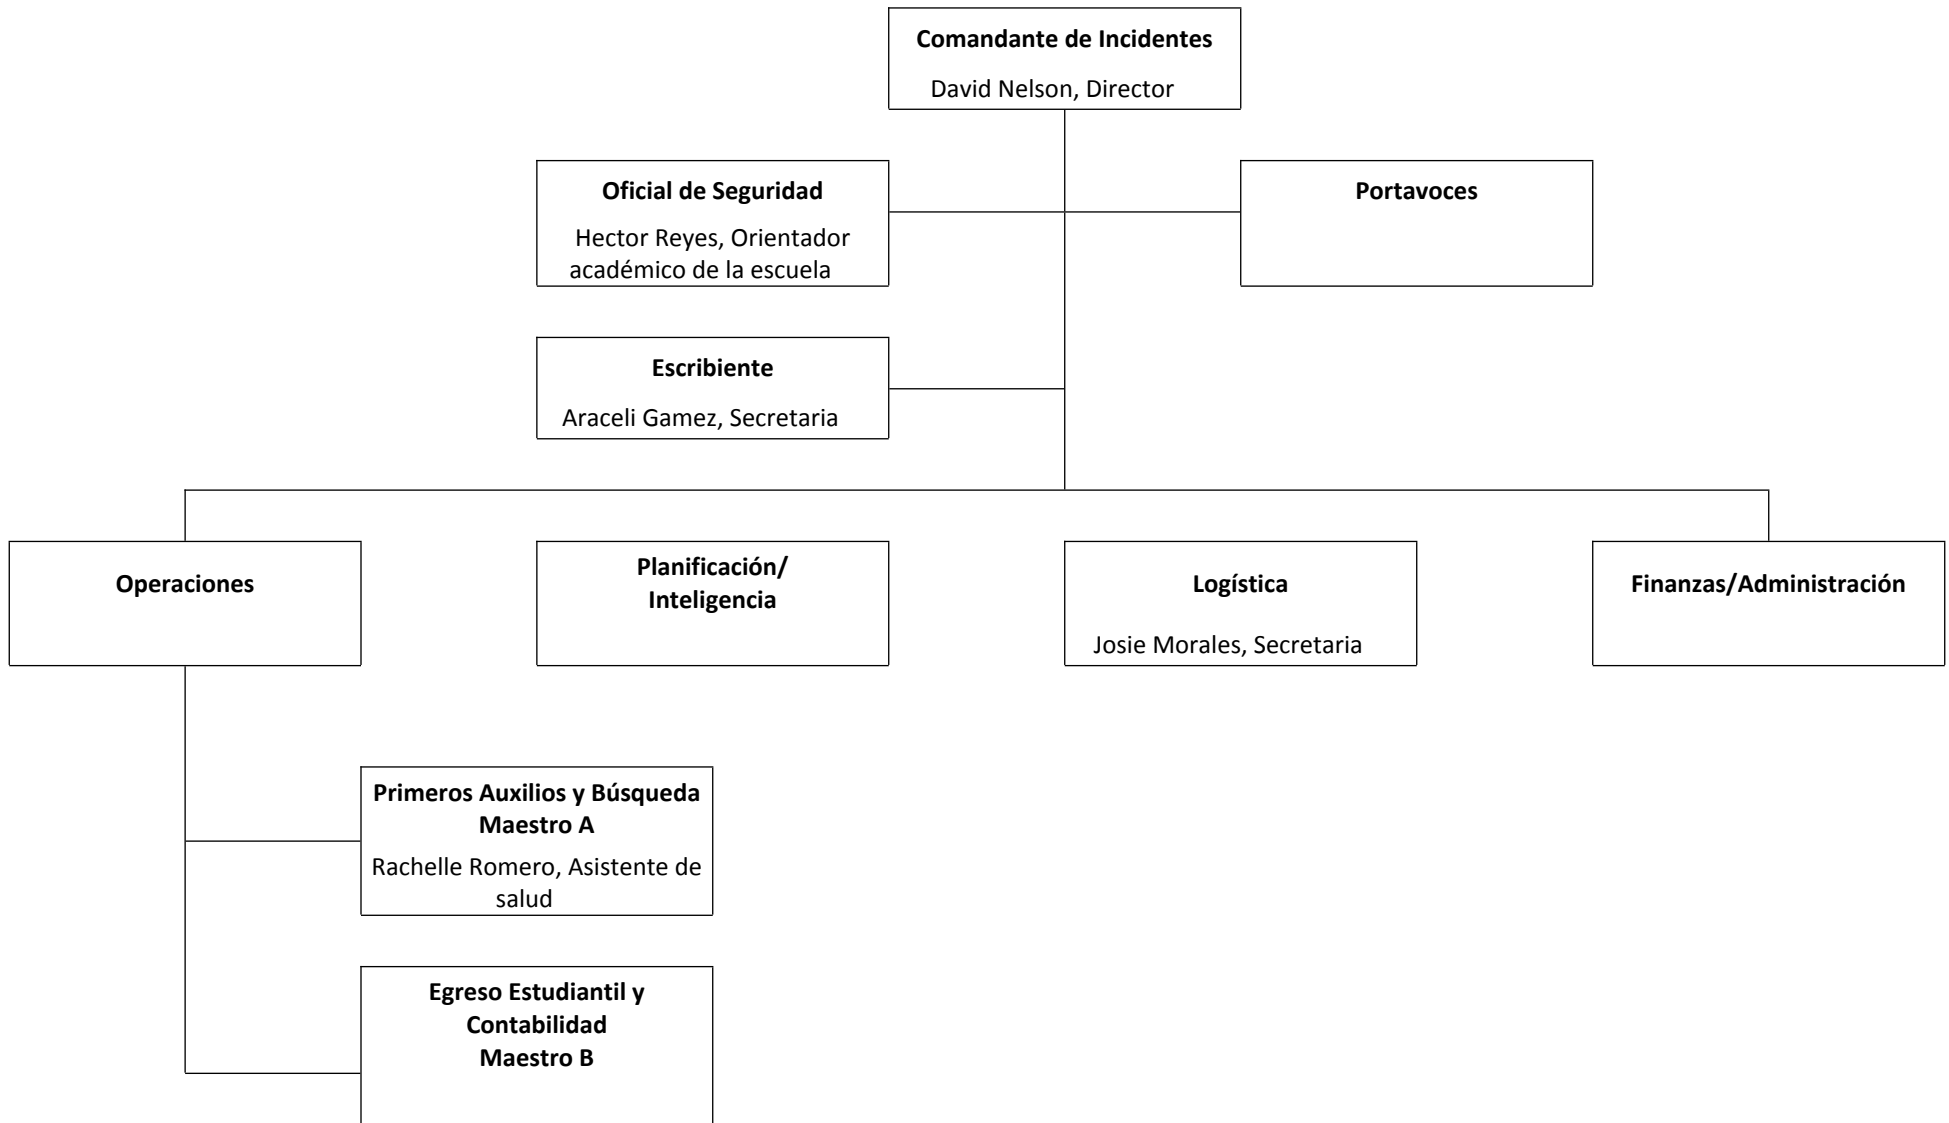 Comandante de Incidentes
David Nelson, Director
Oficial de Seguridad
Hector Reyes, Orientador
académico de la escuela
Portavoces
Escribiente
Araceli Gamez, Secretaria
Operaciones
Planificación/
Inteligencia
Logística
Josie Morales, Secretaria
Finanzas/Administración
Primeros Auxilios y Búsqueda
Maestro A
Rachelle Romero, Asistente de
salud
Egreso Estudiantil y
Contabilidad
Maestro B